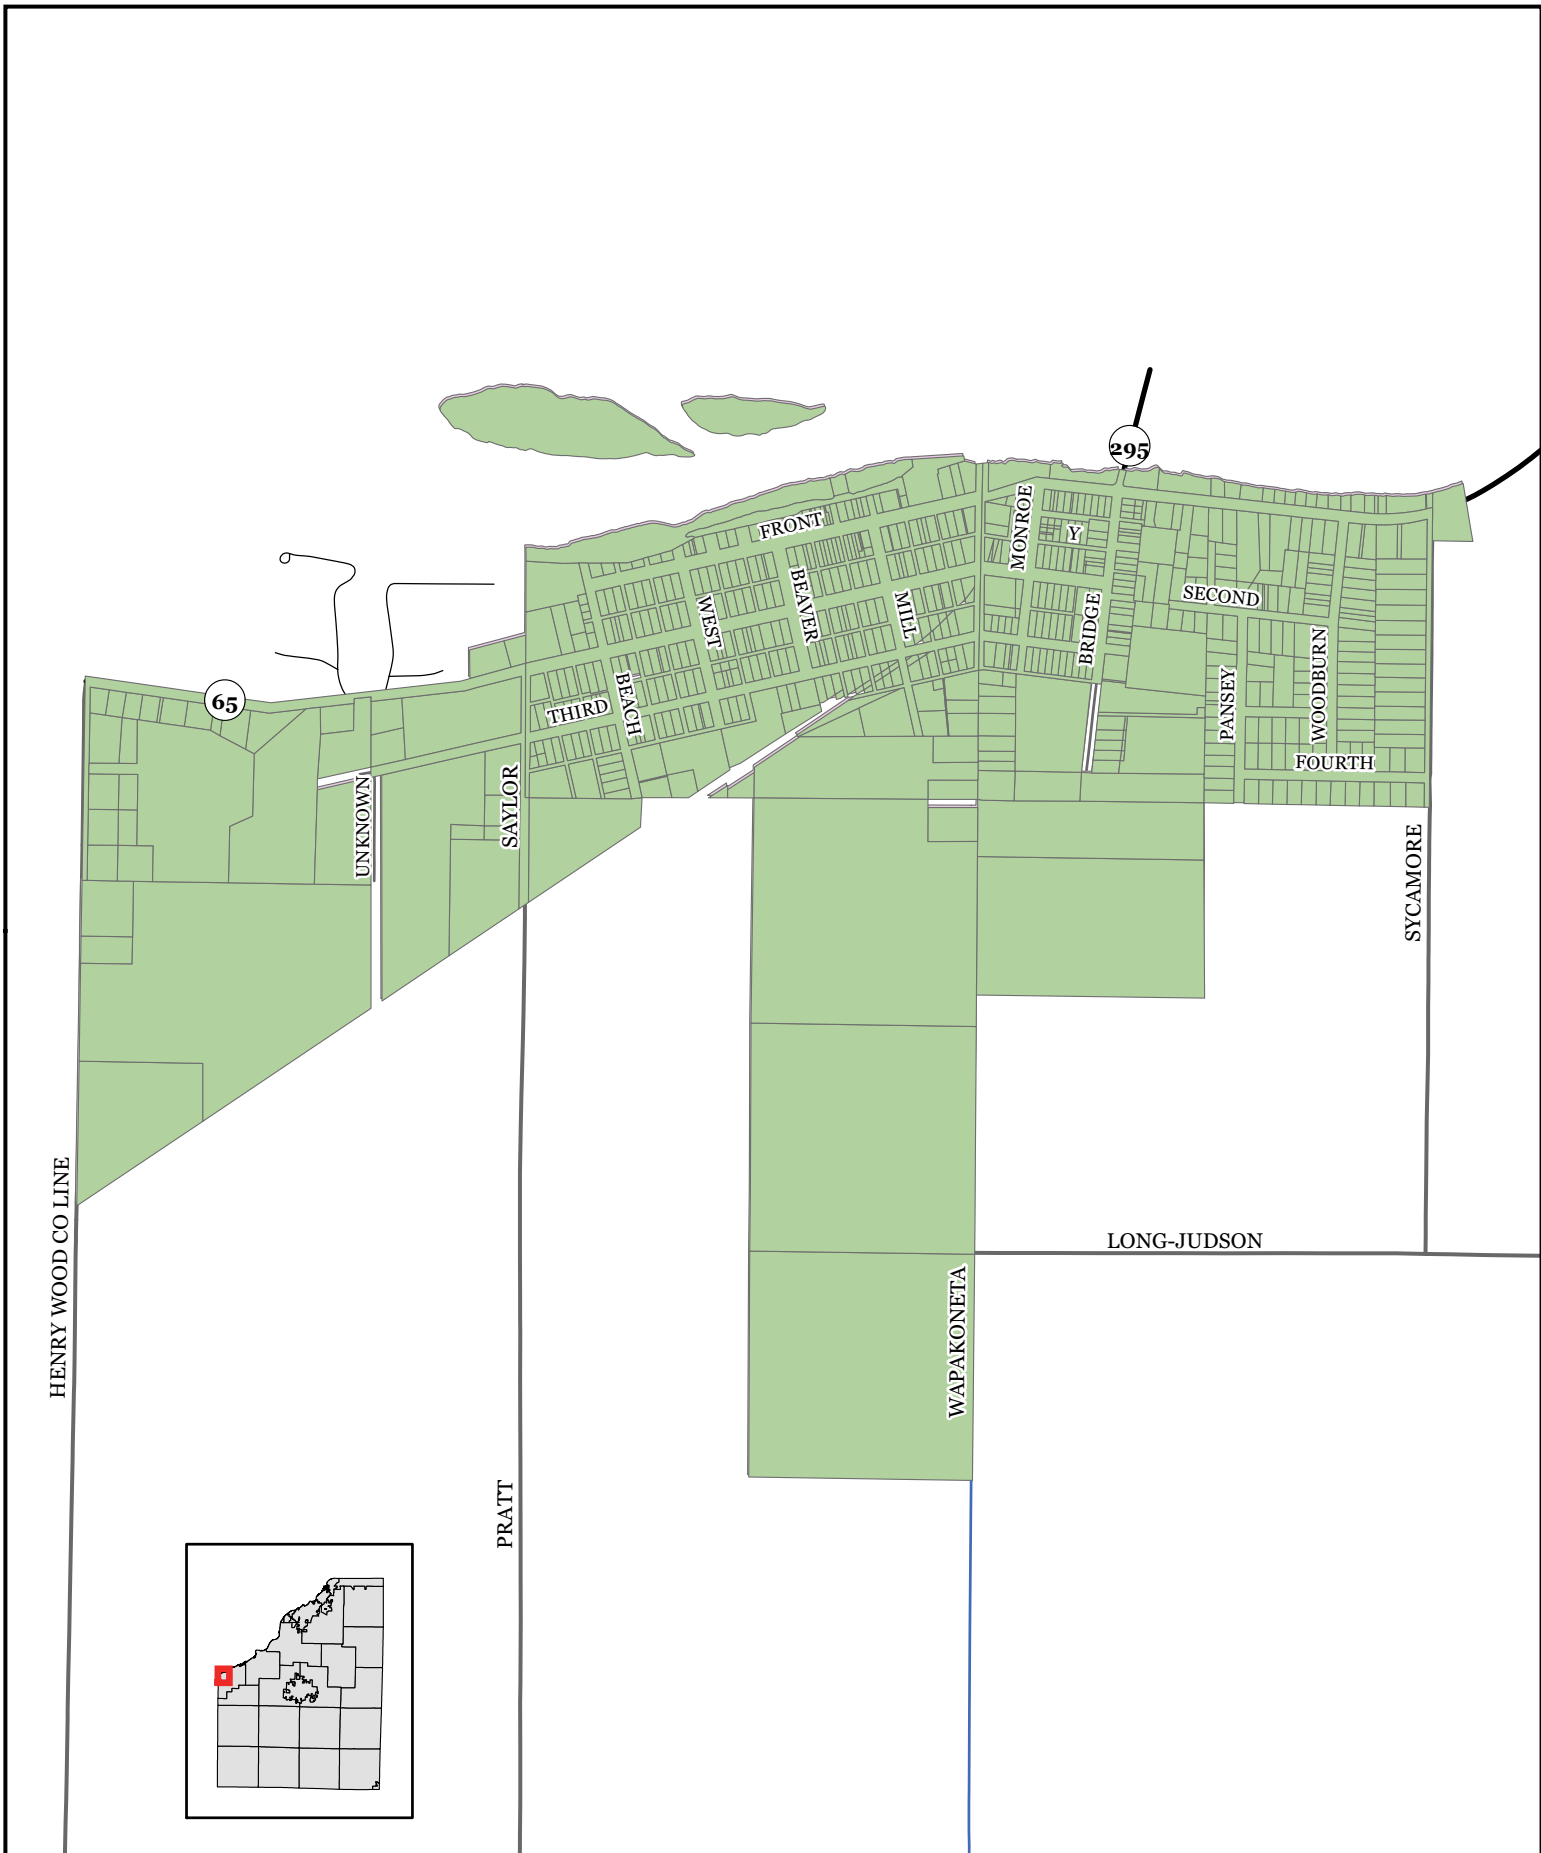 295
MONROE
FRONT
Y
BEAVER
MILL
WEST
SECOND
BRIDGE
WOODBURN
PANSEY
BEACH
65
THIRD
FOURTH
SAYLOR
UNKNOWN
SYCAMORE
HENRY WOOD CO LINE
LONG-JUDSON
WAPAKONETA
PRATT